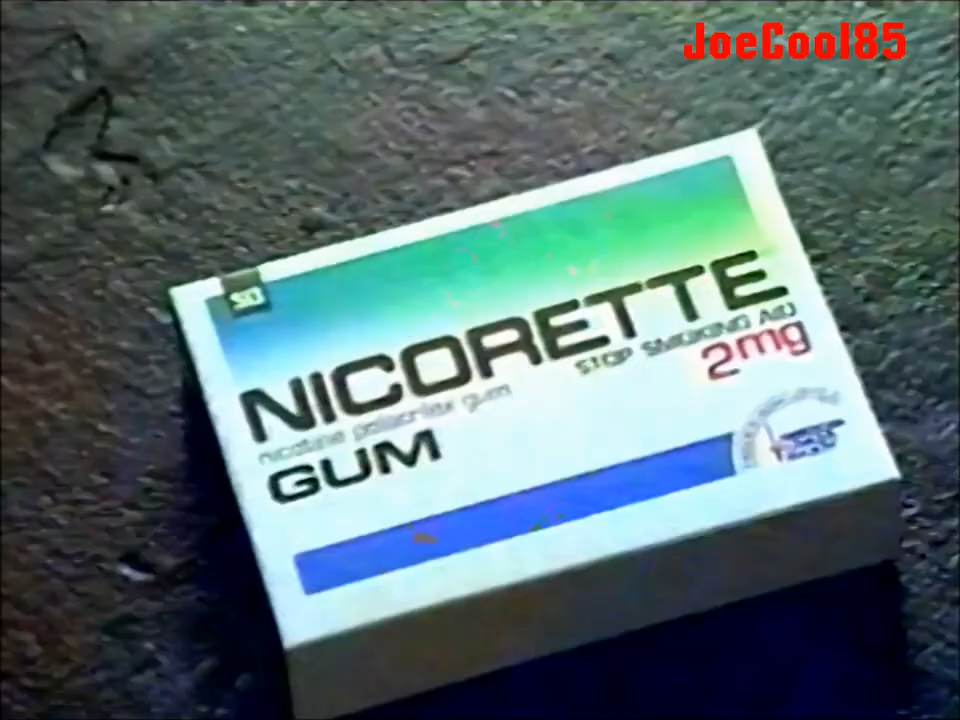 JoeCool85
NICORETTE
STOP SMOKING AID
nicotine polacrilex gum
2mg
GUM